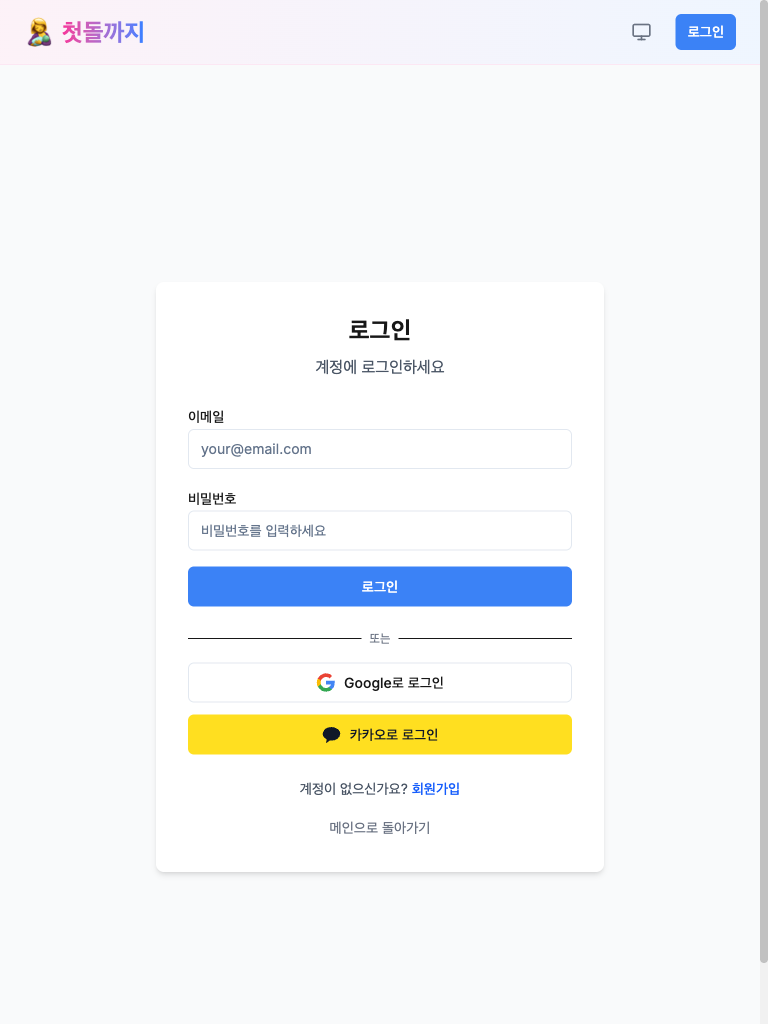 첫돌까지
로그인
로그인
계정에 로그인하세요
이메일
your@email.com
비밀번호
비밀번호를 입력하세요
로그인
또는
Google로 로그인
카카오로 로그인
계정이 없으신가요? 회원가입
메인으로 돌아가기